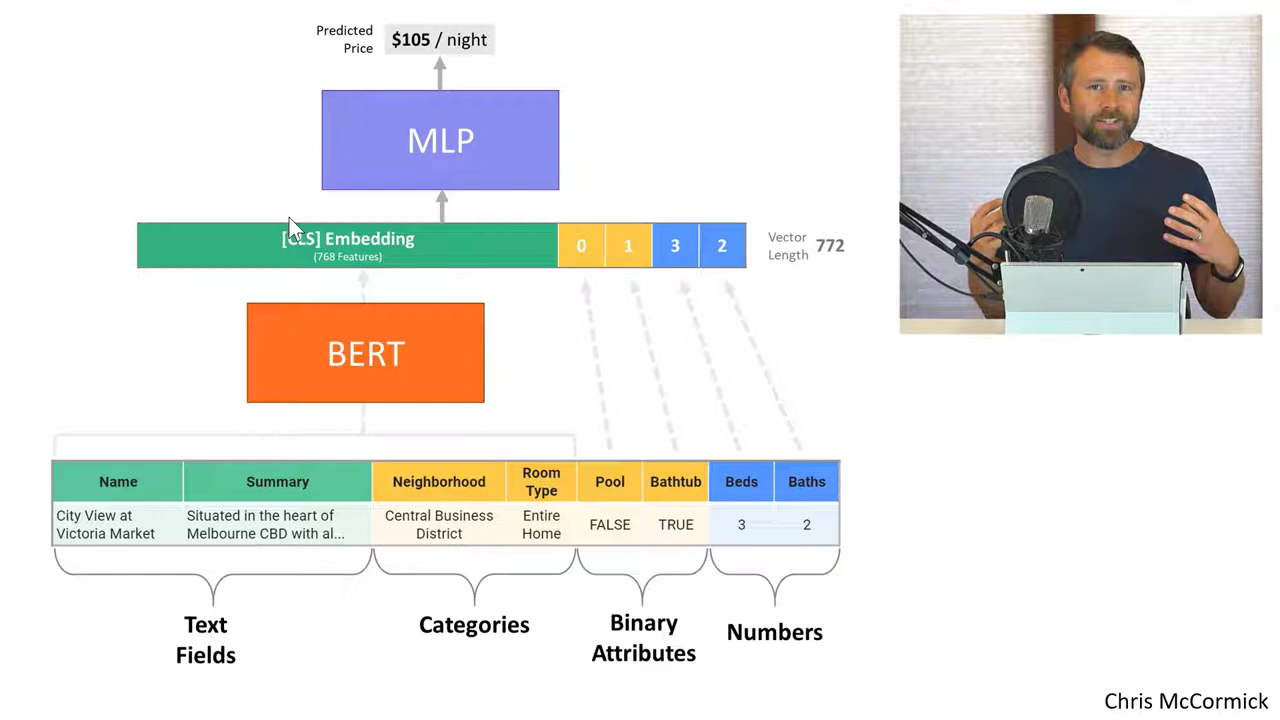 Predicted
Price
$105 / night
MLP
[CLS] Embedding
(768 Features)
0 1 3 2
Vector
Length
772
BERT
Name Summary Neighborhood Room
Type Pool Bathtub Beds Baths
City View at
Victoria Market
Situated in the heart of
Melbourne CBD with al...
Central Business
District
Entire
Home
FALSE TRUE 3 2
Text
Fields
Categories
Binary
Attributes
Numbers
Chris McCormick